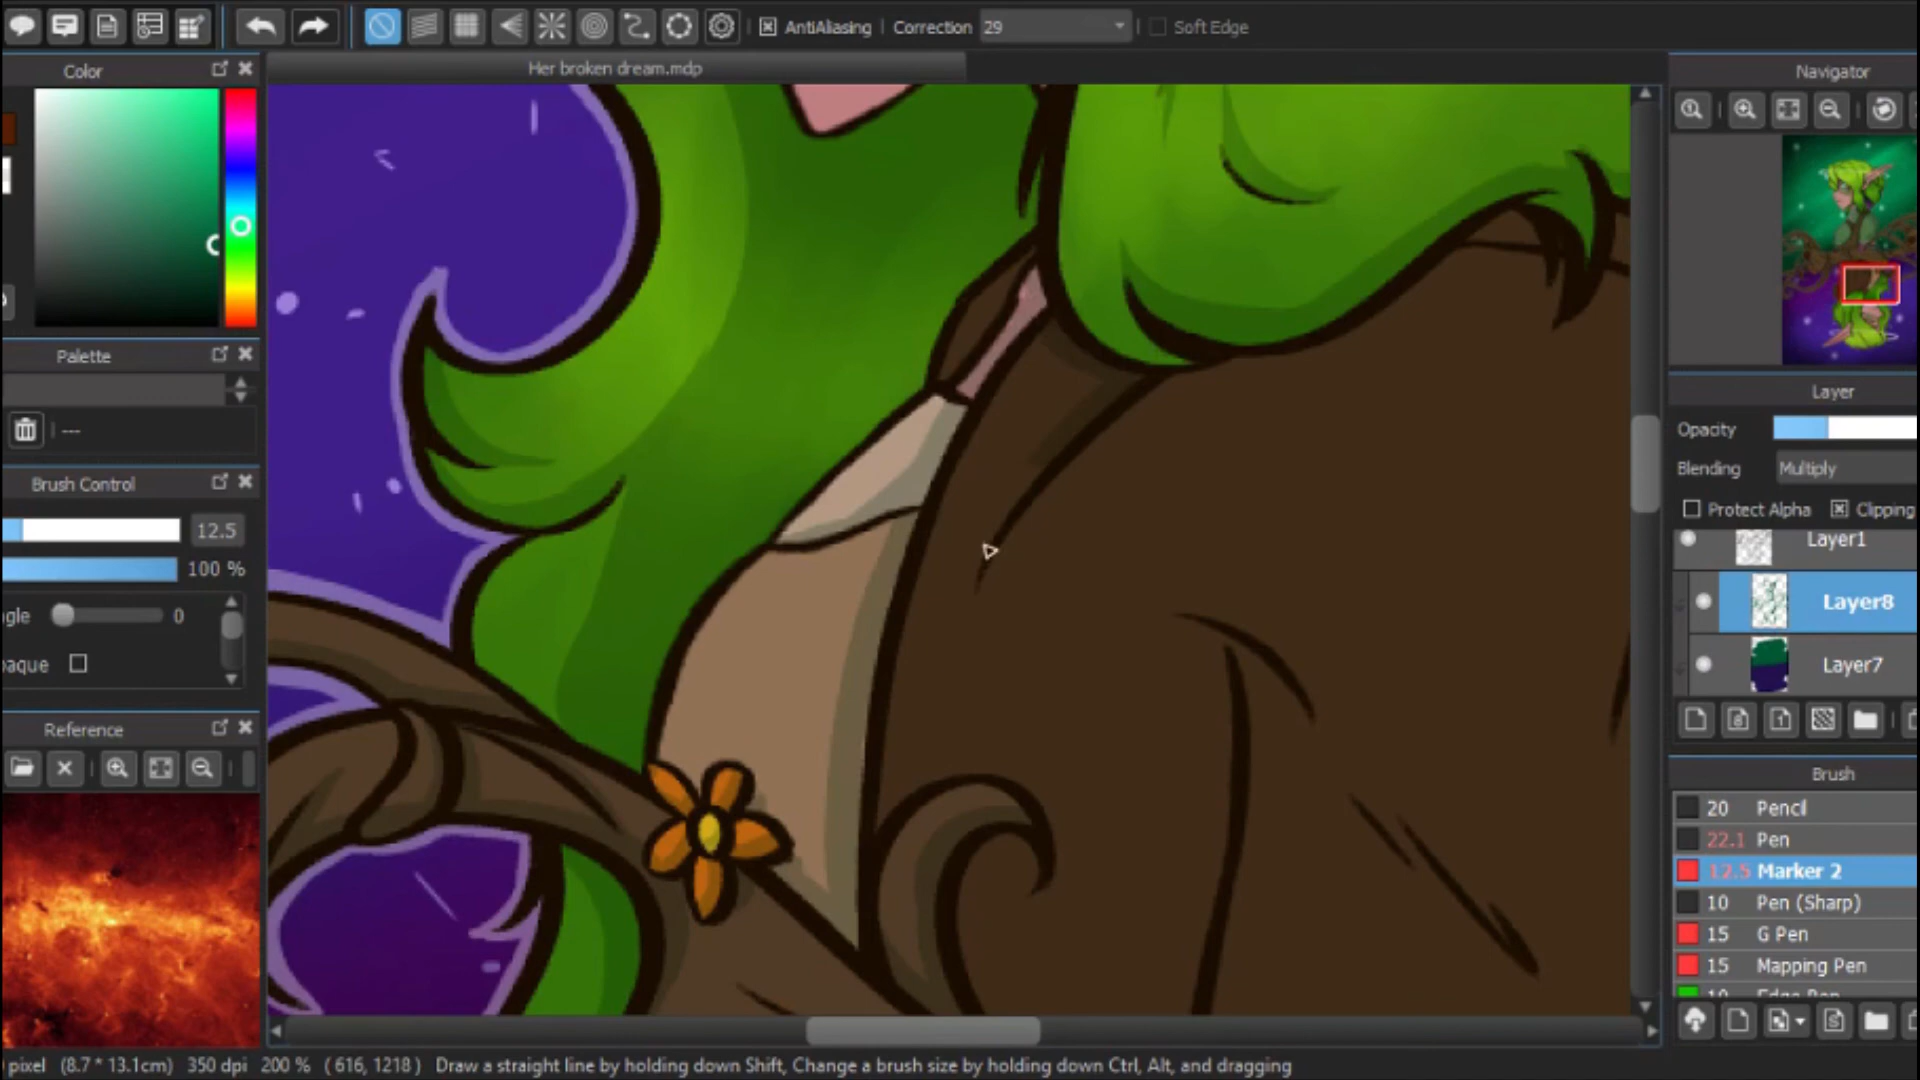 AntiAliasing
Correction 29
Soft Edge
Color
Her broken dream.mdp
Navigator
Palette
---
Brush Control
12.5
100 %
gle 0
paque
Reference
Layer
Opacity
Blending Multiply
Protect Alpha Clipping
Layer1
Layer8
Layer7
Brush
20 Pencil
22.1 Pen
12.5 Marker 2
10 Pen (Sharp)
15 G Pen
15 Mapping Pen
pixel (8.7 * 13.1cm) 350 dpi 200 % ( 616, 1218 ) Draw a straight line by holding down Shift, Change a brush size by holding down Ctrl, Alt, and dragging